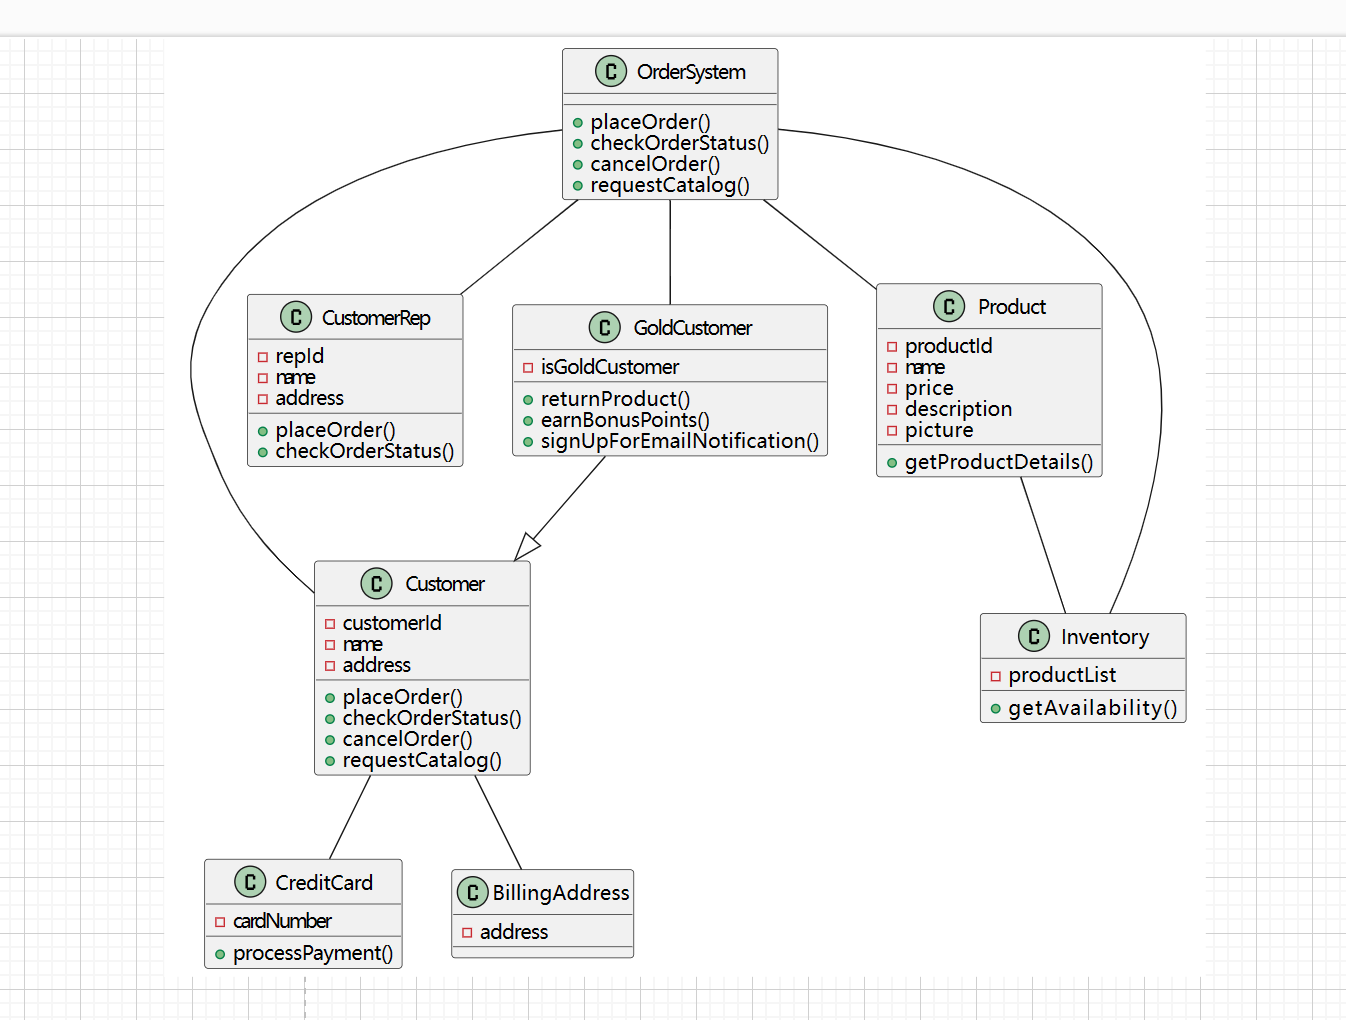 C OrderSystem
placeOrder()
checkOrderStatus()
cancelOrder()
requestCatalog()
C CustomerRep
repId
name
address
placeOrder()
checkOrderStatus()
C GoldCustomer
isGoldCustomer
returnProduct()
earnBonusPoints()
signUpForEmailNotification()
C Product
productId
name
price
description
picture
getProductDetails()
C Customer
customerId
name
address
placeOrder()
checkOrderStatus()
cancelOrder()
requestCatalog()
C Inventory
productList
getAvailability()
C CreditCard
cardNumber
processPayment()
C BillingAddress
address